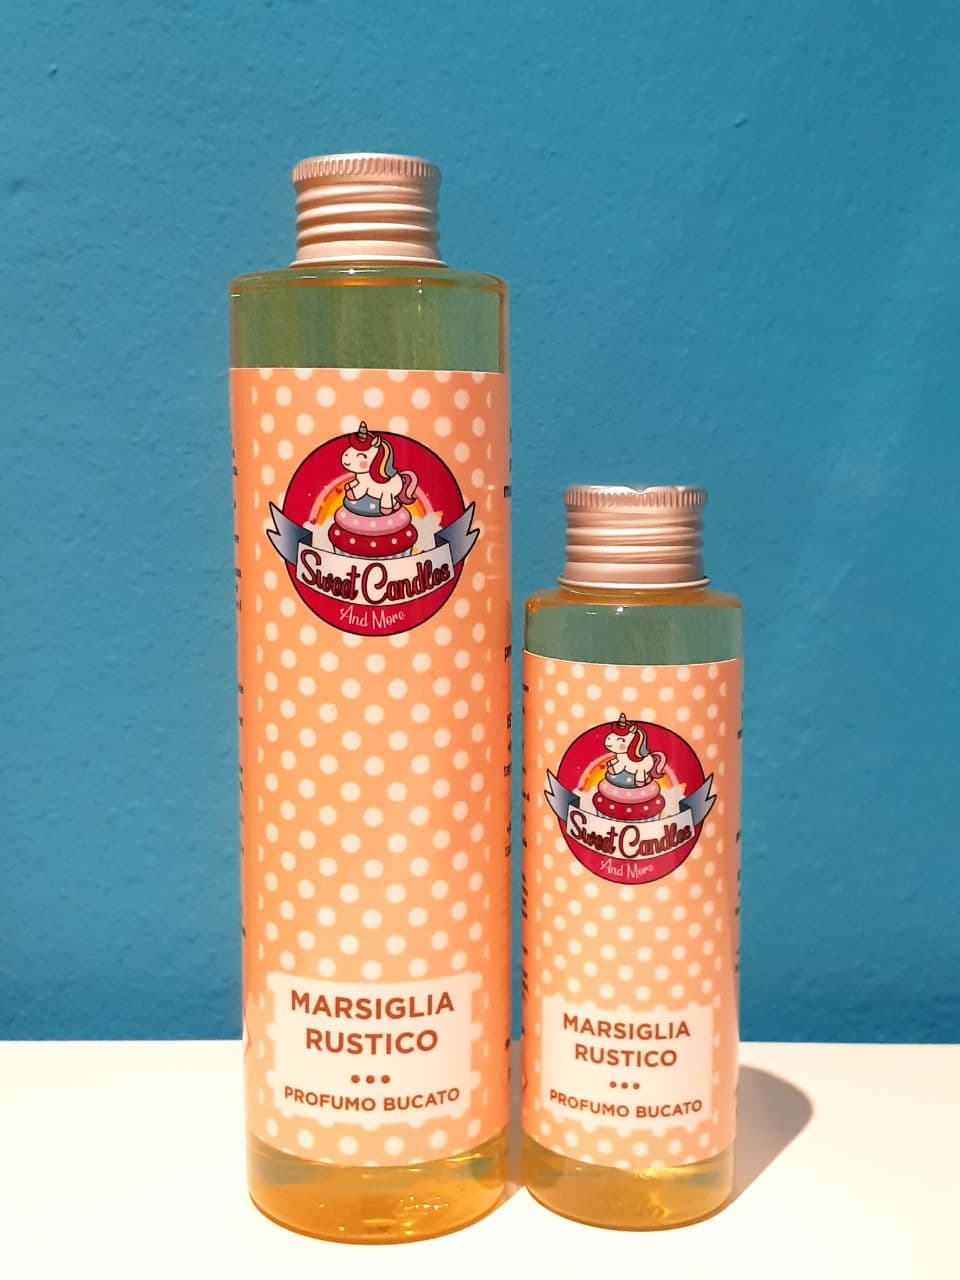 Sweet Candles
And More
MARSIGLIA
RUSTICO
PROFUMO BUCATO
Sweet Candles
And More
MARSIGLIA
RUSTICO
PROFUMO BUCATO